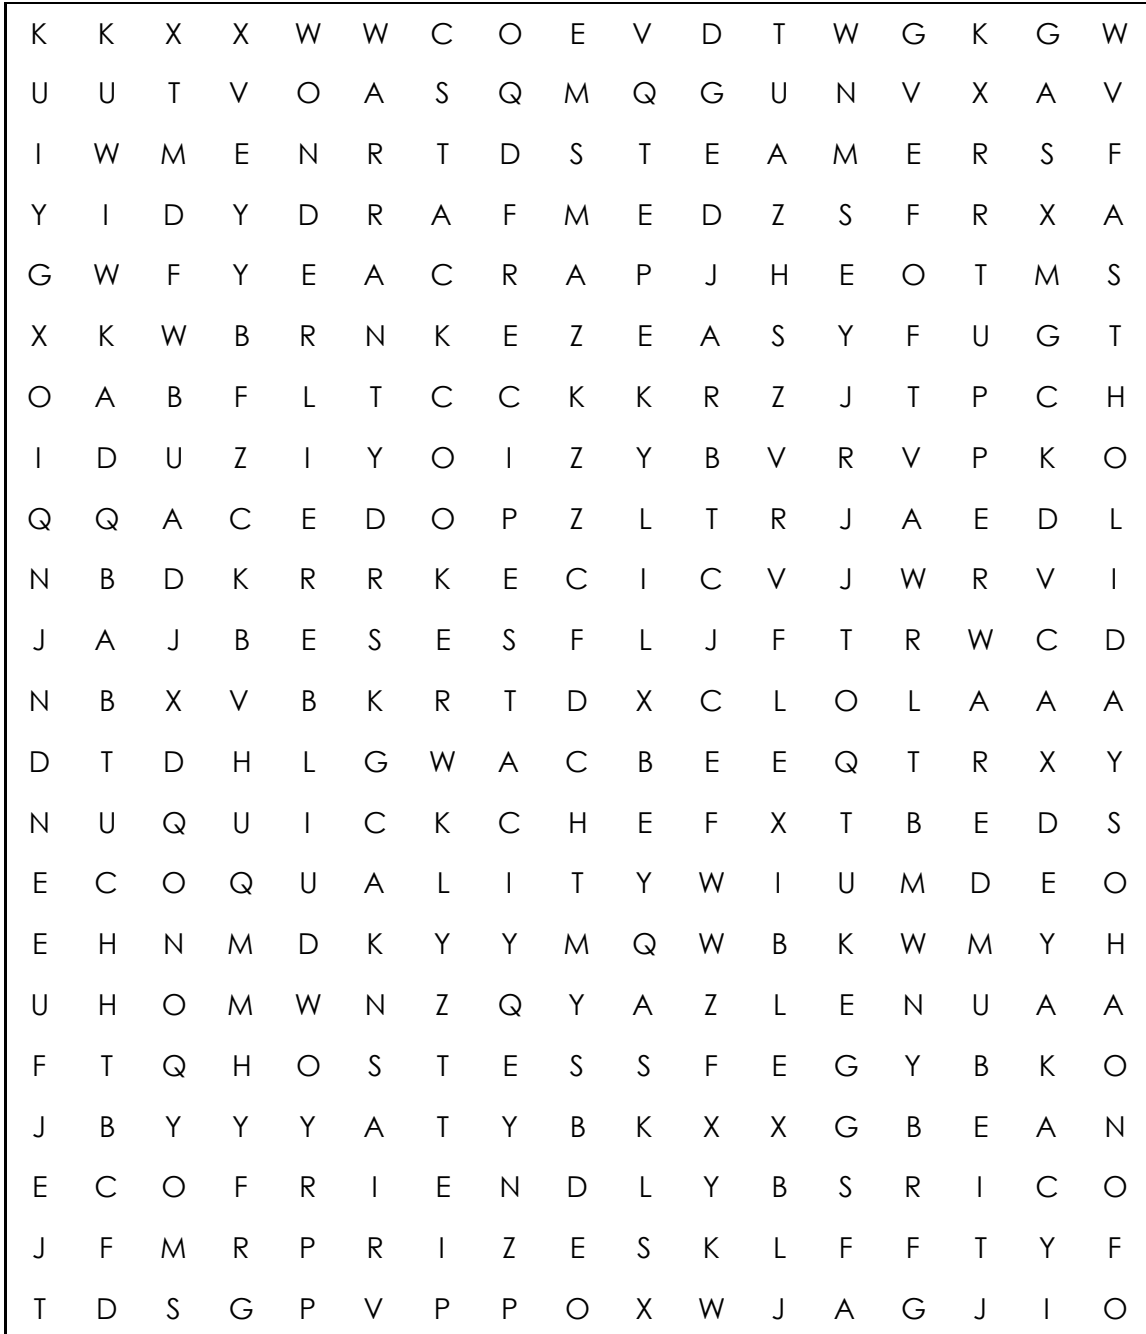 K K X X W W C O E V D T W G K G W
U U T V O A S Q M Q G U N V X A V
I W M E N R T D S T E A M E R S F
Y I D Y D R A F M E D Z S F R X A
G W F Y E A C R A P J H E O T M S
X K W B R N K E Z E A S Y F U G T
O A B F L T C C K K R Z J T P C H
I D U Z I Y O I Z Y B V R V P K O
Q Q A C E D O P Z L T R J A E D L
N B D K R R K E C I C V J W R V I
J A J B E S E S F L J F T R W C D
N B X V B K R T D X C L O L A A A
D T D H L G W A C B E E Q T R X Y
N U Q U I C K C H E F X T B E D S
E C O Q U A L I T Y W I U M D E O
E H N M D K Y Y M Q W B K W M Y H
U H O M W N Z Q Y A Z L E N U A A
F T Q H O S T E S S F E G Y B K O
J B Y Y Y A T Y B K X X G B E A N
E C O F R I E N D L Y B S R I C O
J F M R P R I Z E S K L F F T Y F
T D S G P V P P O X W J A G J I O